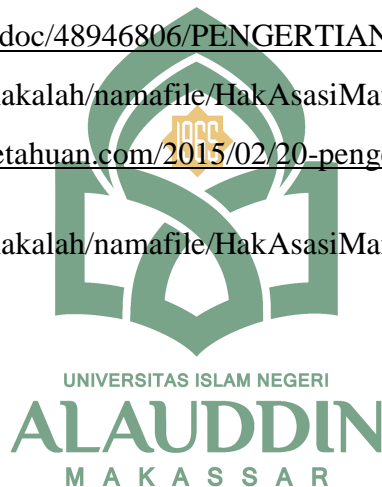 doc/48946806/PENGERTIAN
akalah/namafile/HakAsasiMa
1965
etahuan.com/2015/02/20-penge
akalah/namafile/HakAsasiMa
UNIVERSITAS ISLAM NEGERI
ALAUDDIN
MAKASSAR